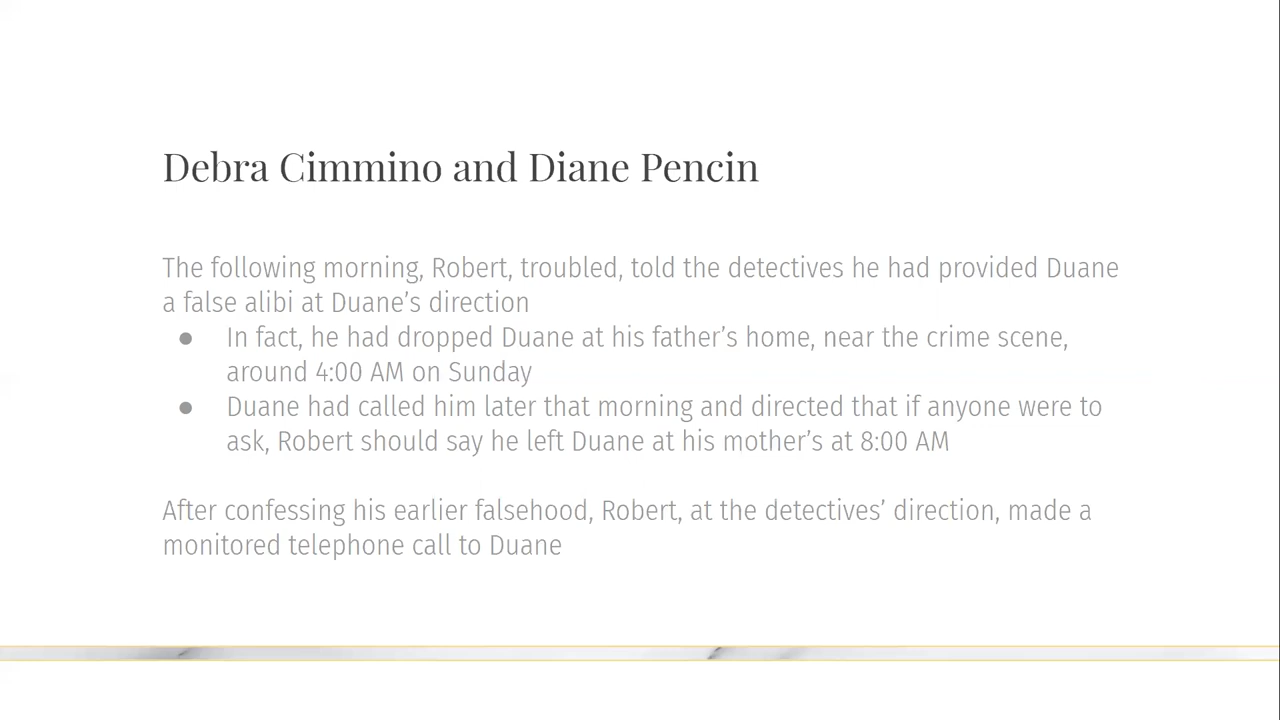 Debra Cimmino and Diane Pencin
The following morning, Robert, troubled, told the detectives he had provided Duane
a false alibi at Duane’s direction
● In fact, he had dropped Duane at his father’s home, near the crime scene,
around 4:00 AM on Sunday
● Duane had called him later that morning and directed that if anyone were to
ask, Robert should say he left Duane at his mother’s at 8:00 AM
After confessing his earlier falsehood, Robert, at the detectives’ direction, made a
monitored telephone call to Duane